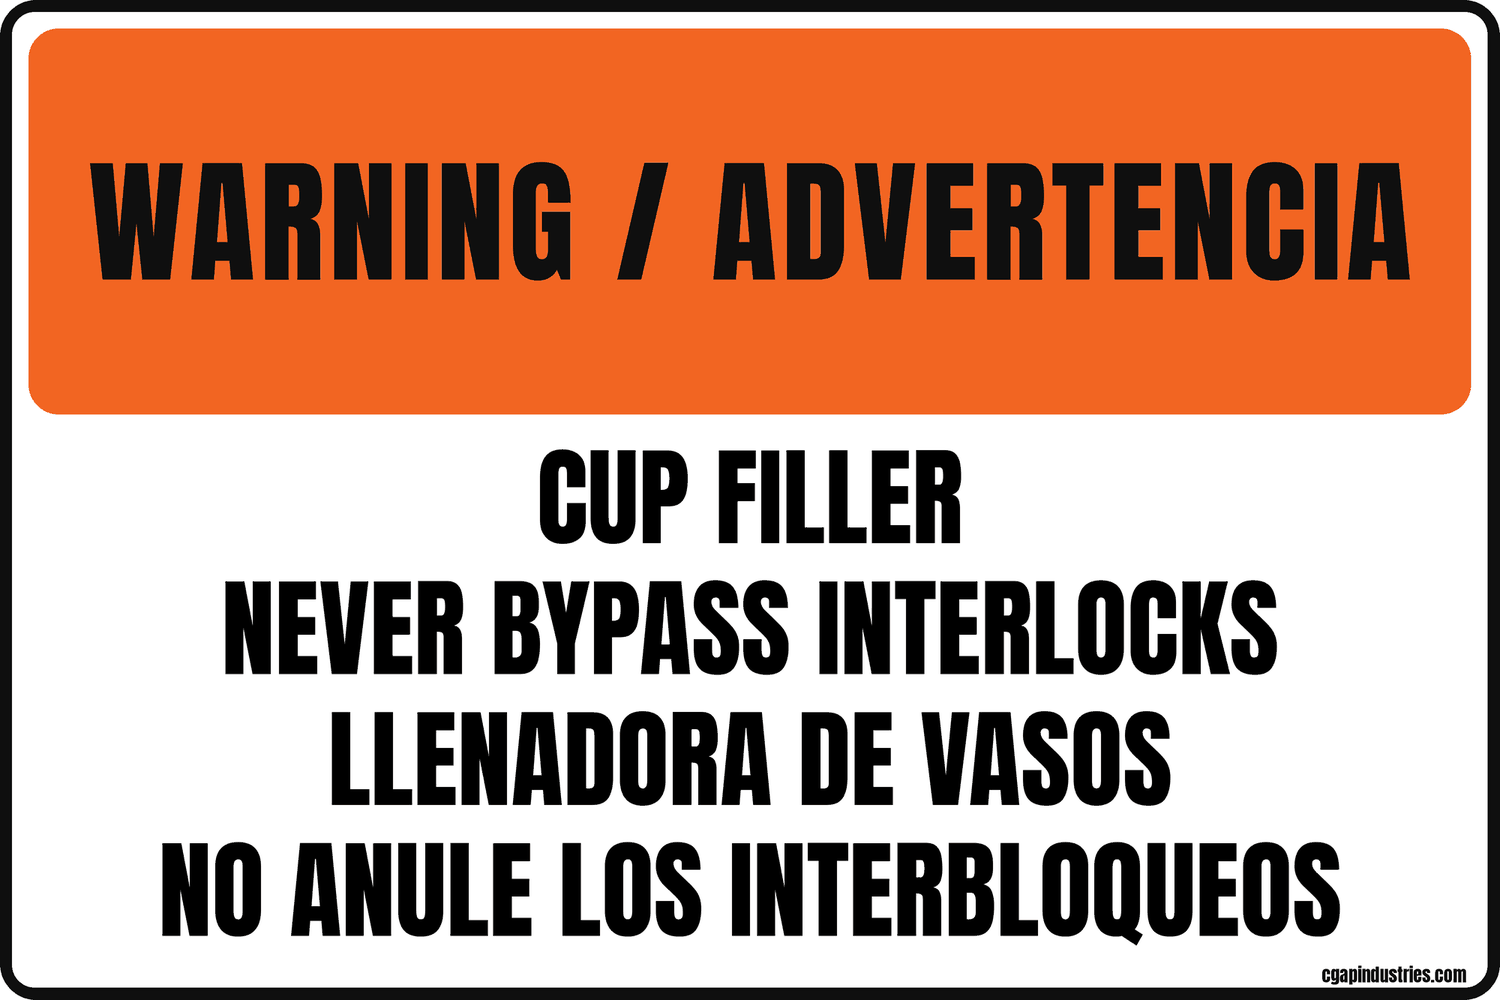 WARNING / ADVERTENCIA
CUP FILLER
NEVER BYPASS INTERLOCKS
LLENADORA DE VASOS
NO ANULE LOS INTERBLOQUEOS
cgapindustries.com